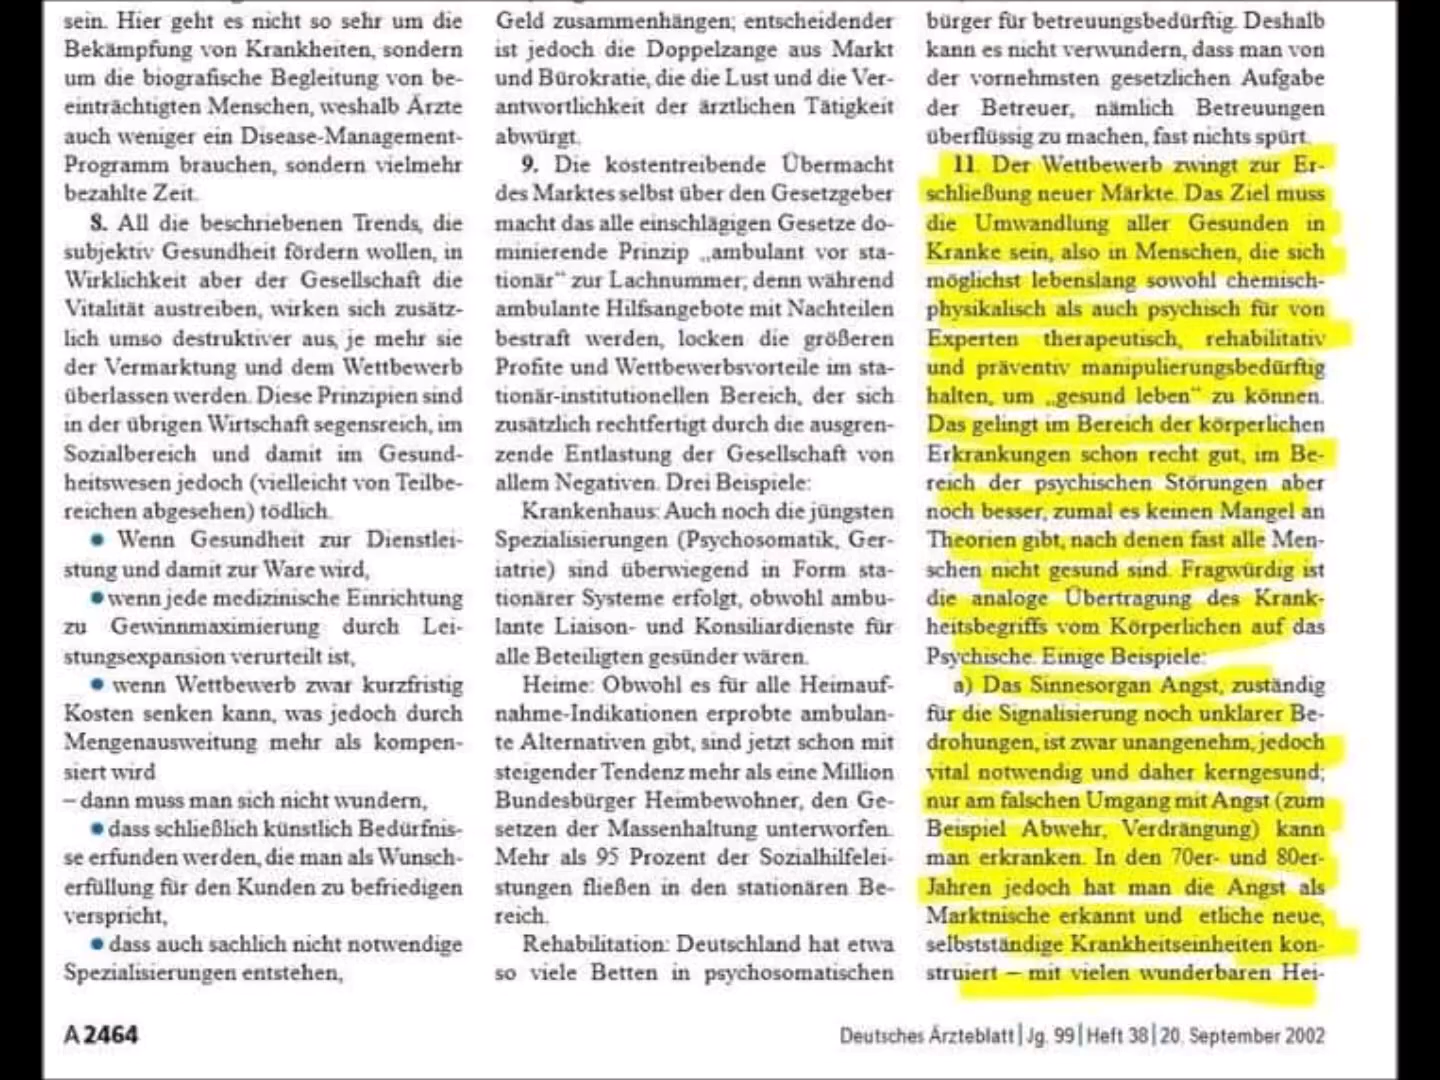 sein. Hier geht es nicht so sehr um die
Bekämpfung von Krankheiten, sondern
um die biografische Begleitung von be-
einträchtigten Menschen, weshalb Ärzte
auch weniger ein Disease-Management-
Programm brauchen, sondern vielmehr
bezahlte Zeit.
8. All die beschriebenen Trends, die
subjektiv Gesundheit fördern wollen, in
Wirklichkeit aber der Gesellschaft die
Vitalität austreiben, wirken sich zusätz-
lich umso destruktiver aus, je mehr sie
der Vermarktung und dem Wettbewerb
überlassen werden. Diese Prinzipien sind
in der übrigen Wirtschaft segensreich, im
Sozialbereich und damit im Gesund-
heitswesen jedoch (vielleicht von Teilbe-
reichen abgesehen) tödlich.
● Wenn Gesundheit zur Dienstlei-
stung und damit zur Ware wird,
● wenn jede medizinische Einrichtung
zu Gewinnmaximierung durch Lei-
stungsexpansion verurteilt ist,
● wenn Wettbewerb zwar kurzfristig
Kosten senken kann, was jedoch durch
Mengenausweitung mehr als kompen-
siert wird
– dann muss man sich nicht wundern,
● dass schließlich künstlich Bedürfnis-
se erfunden werden, die man als Wunsch-
erfüllung für den Kunden zu befriedigen
verspricht,
● dass auch sachlich nicht notwendige
Spezialisierungen entstehen,
Geld zusammenhängen; entscheidender
ist jedoch die Doppelzange aus Markt
und Bürokratie, die die Lust und die Ver-
antwortlichkeit der ärztlichen Tätigkeit
abwürgt.
9. Die kostentreibende Übermacht
des Marktes selbst über den Gesetzgeber
macht das alle einschlägigen Gesetze do-
minierende Prinzip „ambulant vor sta-
tionär“ zur Lachnummer; denn während
ambulante Hilfsangebote mit Nachteilen
bestraft werden, locken die größeren
Profite und Wettbewerbsvorteile im sta-
tionär-institutionellen Bereich, der sich
zusätzlich rechtfertigt durch die ausgren-
zende Entlastung der Gesellschaft von
allem Negativen. Drei Beispiele:
Krankenhaus: Auch noch die jüngsten
Spezialisierungen (Psychosomatik, Ger-
iatrie) sind überwiegend in Form sta-
tionärer Systeme erfolgt, obwohl ambu-
lante Liaison- und Konsiliardienste für
alle Beteiligten gesünder wären.
Heime: Obwohl es für alle Heimauf-
nahme-Indikationen erprobte ambulan-
te Alternativen gibt, sind jetzt schon mit
steigender Tendenz mehr als eine Million
Bundesbürger Heimbewohner, den Ge-
setzen der Massenhaltung unterworfen.
Mehr als 95 Prozent der Sozialhilfelei-
stungen fließen in den stationären Be-
reich.
Rehabilitation: Deutschland hat etwa
so viele Betten in psychosomatischen
bürger für betreuungsbedürftig. Deshalb
kann es nicht verwundern, dass man von
der vornehmsten gesetzlichen Aufgabe
der Betreuer, nämlich Betreuungen
überflüssig zu machen, fast nichts spürt.
11. Der Wettbewerb zwingt zur Er-
schließung neuer Märkte. Das Ziel muss
die Umwandlung aller Gesunden in
Kranke sein, also in Menschen, die sich
möglichst lebenslang sowohl chemisch-
physikalisch als auch psychisch für von
Experten therapeutisch, rehabilitativ
und präventiv manipulierungsbedürftig
halten, um „gesund leben“ zu können.
Das gelingt im Bereich der körperlichen
Erkrankungen schon recht gut, im Be-
reich der psychischen Störungen aber
noch besser, zumal es keinen Mangel an
Theorien gibt, nach denen fast alle Men-
schen nicht gesund sind. Fragwürdig ist
die analoge Übertragung des Krank-
heitsbegriffs vom Körperlichen auf das
Psychische. Einige Beispiele:
a) Das Sinnesorgan Angst, zuständig
für die Signalisierung noch unklarer Be-
drohungen, ist zwar unangenehm, jedoch
vital notwendig und daher kerngesund;
nur am falschen Umgang mit Angst (zum
Beispiel Abwehr, Verdrängung) kann
man erkranken. In den 70er- und 80er-
Jahren jedoch hat man die Angst als
Marktnische erkannt und etliche neue,
selbstständige Krankheitseinheiten kon-
struiert – mit vielen wunderbaren Hei-
A 2464
Deutsches Ärzteblatt | Jg. 99 | Heft 38 | 20. September 2002